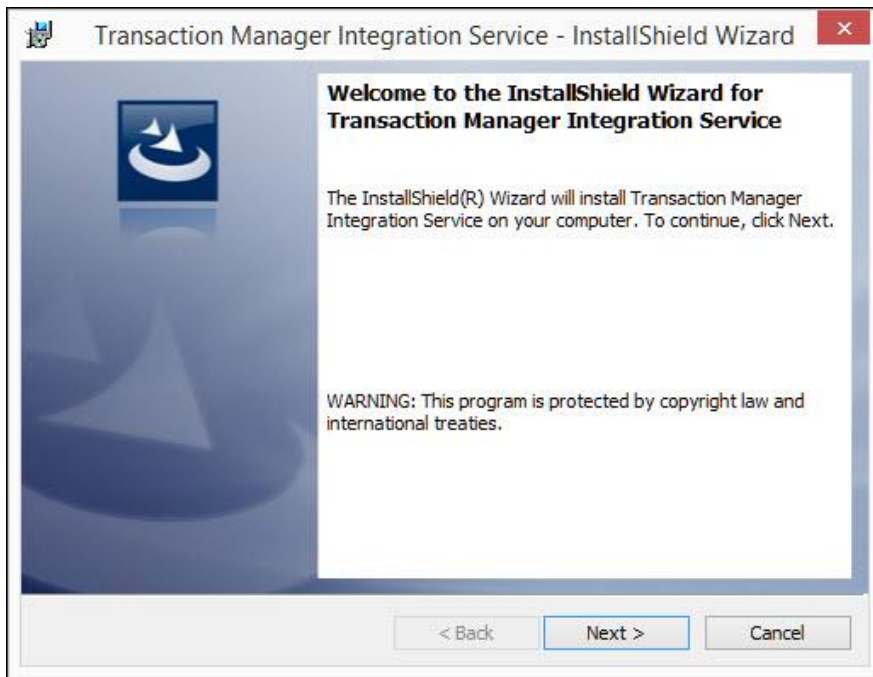 Transaction Manager Integration Service - InstallShield Wizard
Welcome to the InstallShield Wizard for
Transaction Manager Integration Service
The InstallShield(R) Wizard will install Transaction Manager
Integration Service on your computer. To continue, click Next.
WARNING: This program is protected by copyright law and
international treaties.
< Back
Next >
Cancel